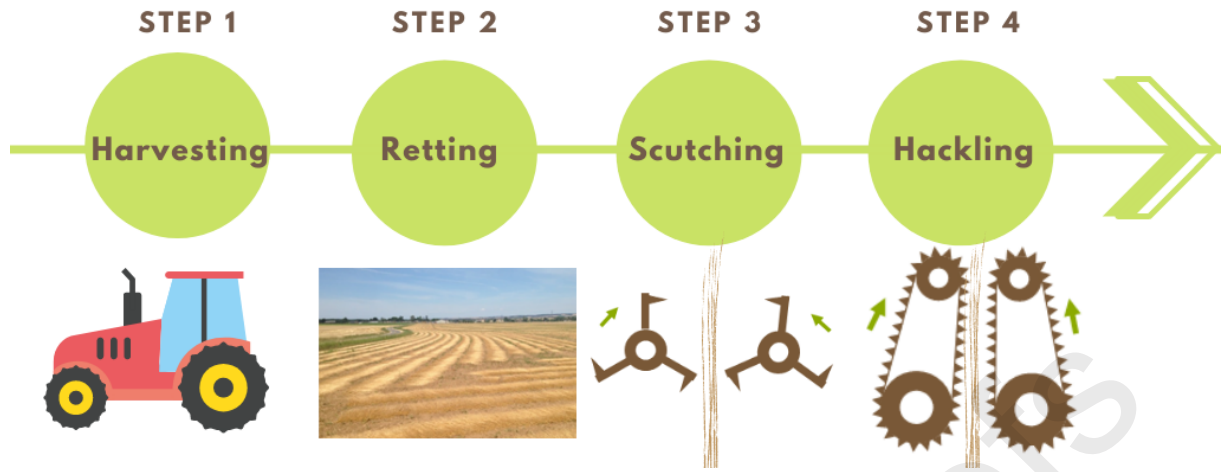 STEP 1
STEP 2
STEP 3
STEP 4
Harvesting
Retting
Scutching
Hackling